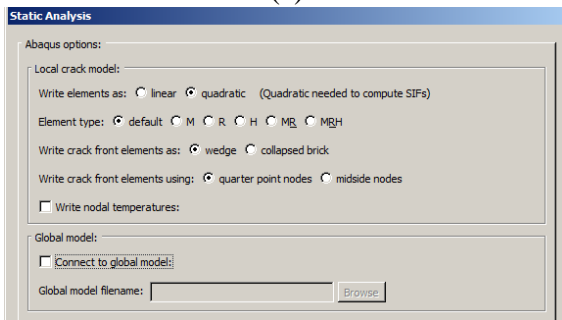 Static Analysis
Abaqus options:
Local crack model:
Write elements as: linear quadratic (Quadratic needed to compute SIFs)
Element type: default M R H MR MRH
Write crack front elements as: wedge collapsed brick
Write crack front elements using: quarter point nodes midside nodes
Write nodal temperatures:
Global model:
Connect to global model:
Global model filename: Browse